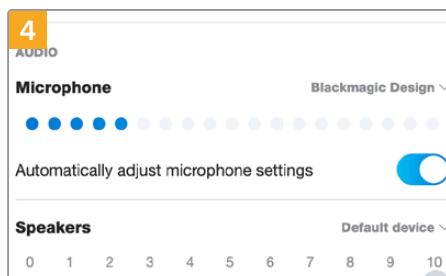 4
AUDIO
Microphone Blackmagic Design
Automatically adjust microphone settings
Speakers Default device
0 1 2 3 4 5 6 7 8 9 10